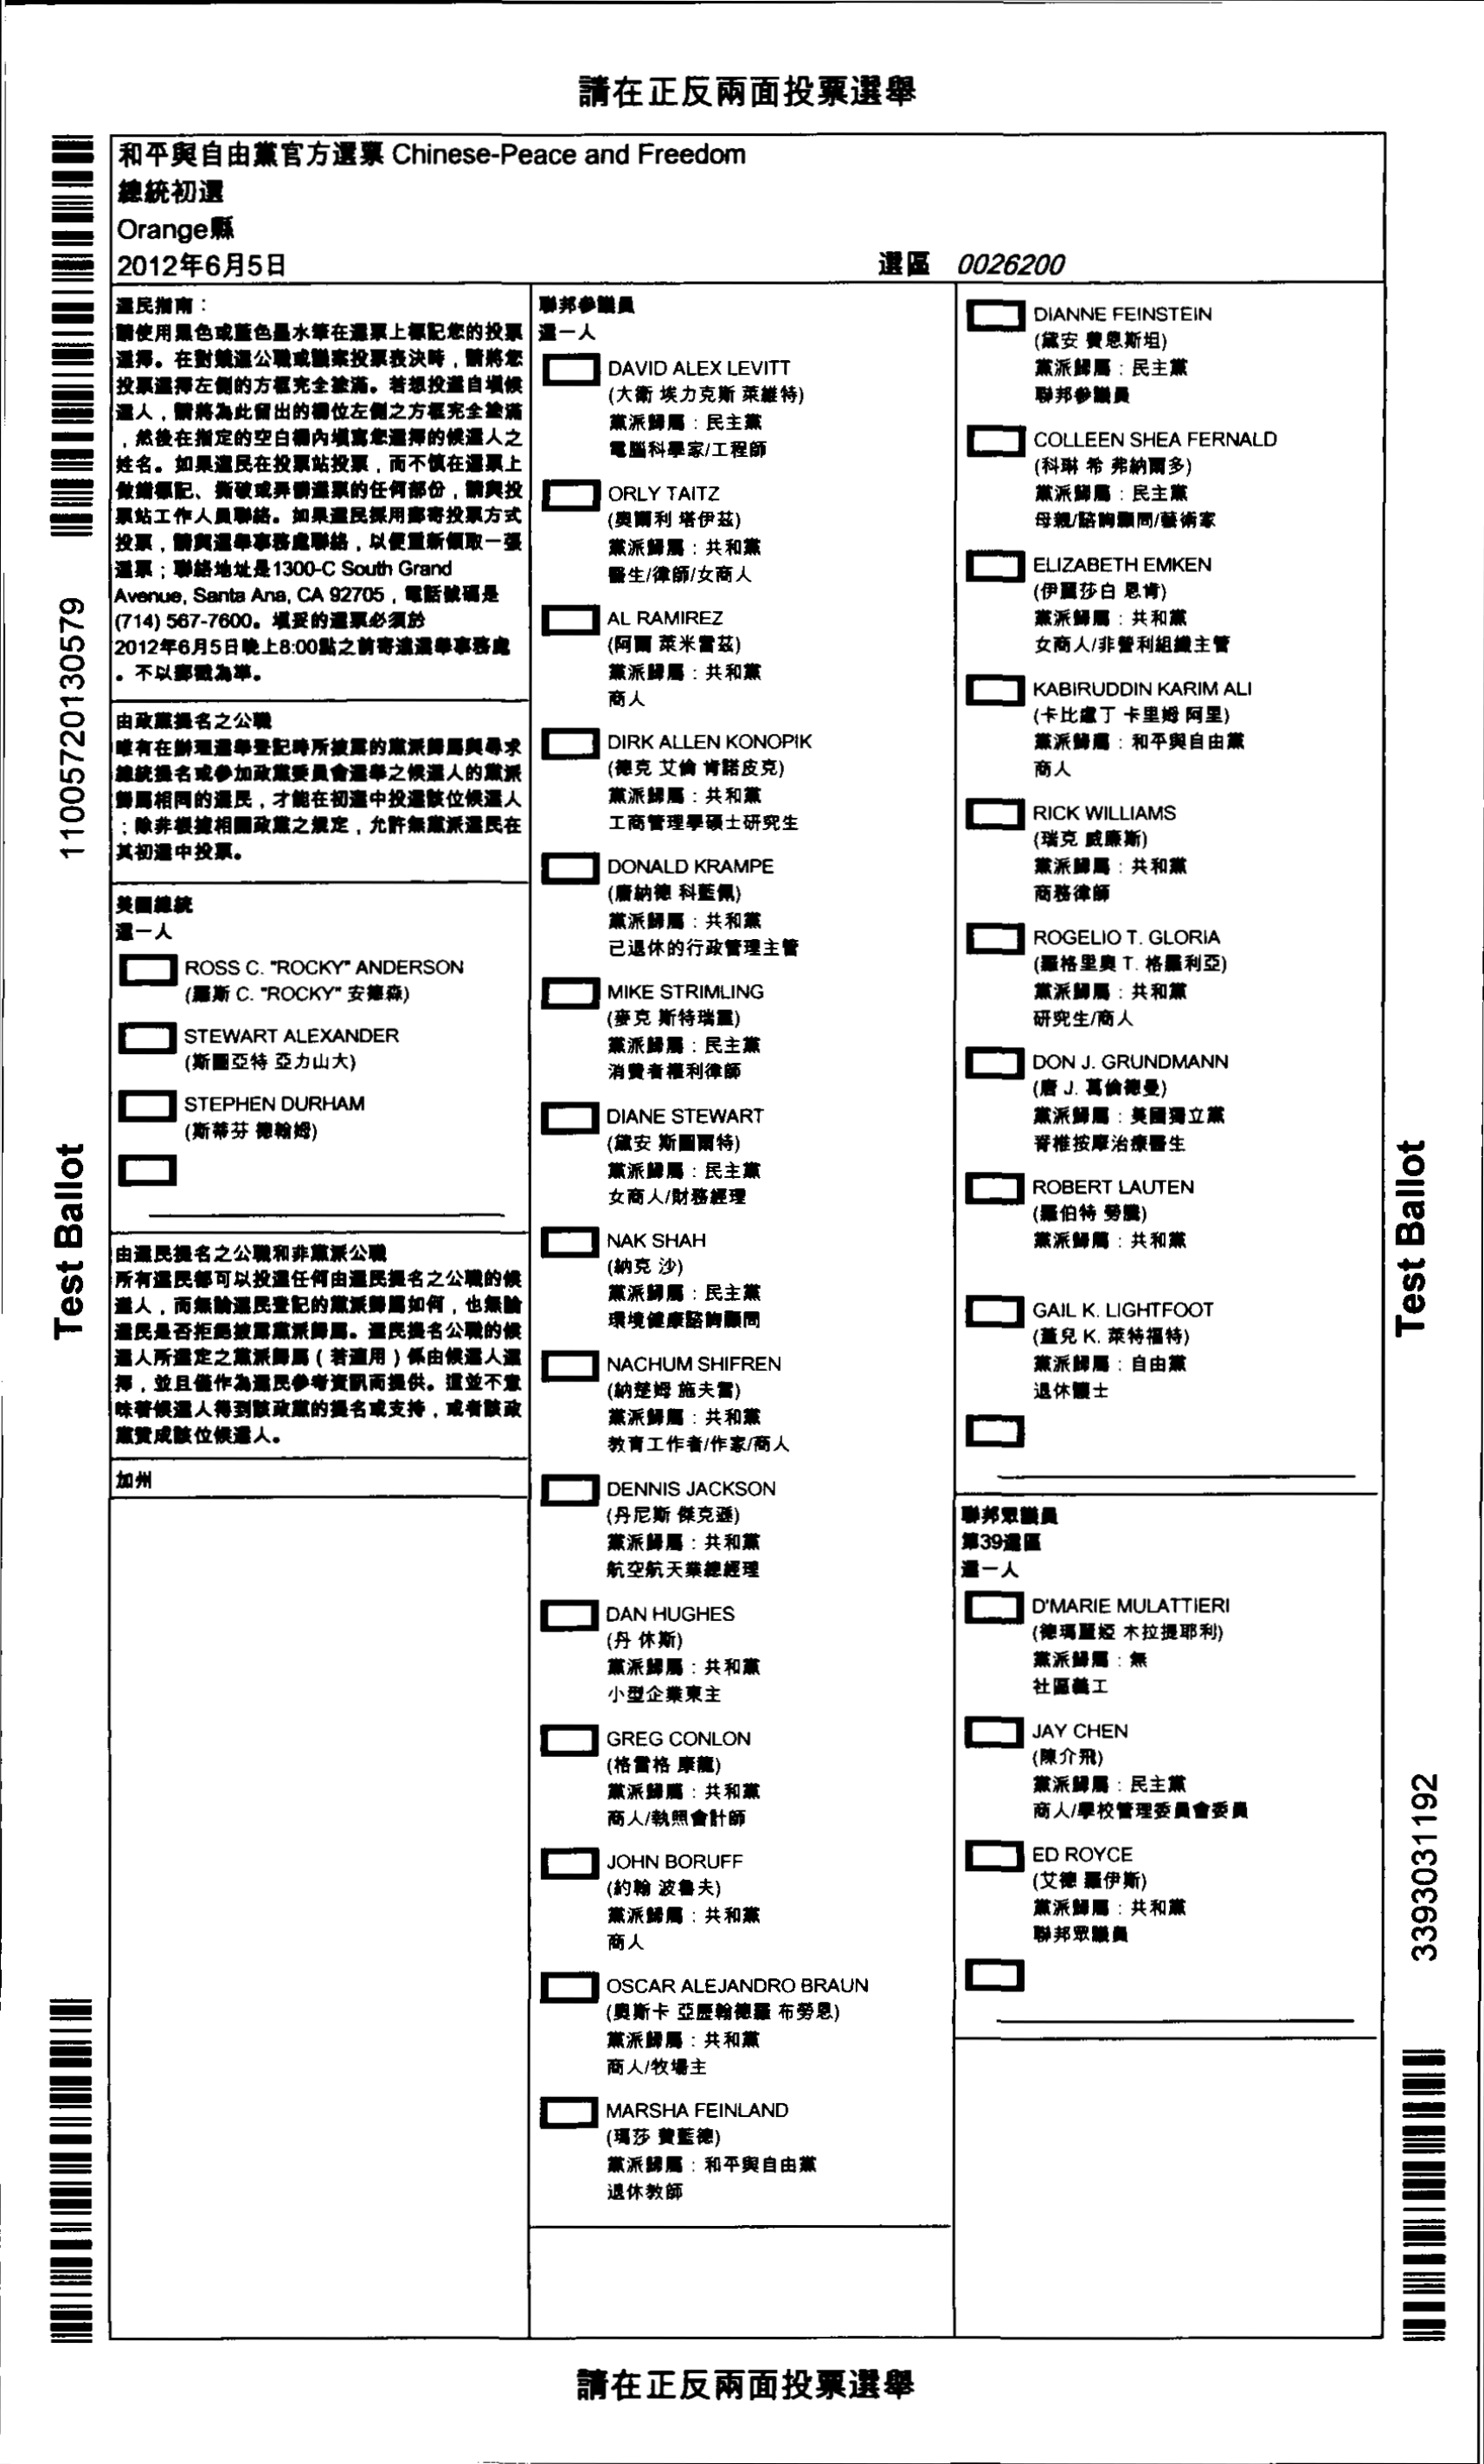 請在正反兩面投票選舉
和平與自由黨官方選票 Chinese-Peace and Freedom
總統初選
Orange縣
2012年6月5日
選區 0026200
選民指南：
請使用黑色或藍色墨水筆在選票上標記您的投票
選擇。在對競選公職或議案投票表決時，請將您
投票選擇左側的方框完全塗滿。若想投選自填候
選人，請將為此留出的欄位左側之方框完全塗滿
，然後在指定的空白欄內填寫您選擇的候選人之
姓名。如果選民在投票站投票，而不慎在選票上
做錯標記、撕破或弄髒選票的任何部份，請與投
票站工作人員聯絡。如果選民採用郵寄投票方式
投票，請與選舉事務處聯絡，以便重新領取一張
選票；聯絡地址是1300-C South Grand
Avenue, Santa Ana, CA 92705，電話號碼是
(714) 567-7600。填妥的選票必須於
2012年6月5日晚上8:00點之前寄達選舉事務處
。不以郵戳為準。
由政黨提名之公職
唯有在辦理選舉登記時所披露的黨派歸屬與尋求
總統提名或參加政黨委員會選舉之候選人的黨派
歸屬相同的選民，才能在初選中投選該位候選人
；除非根據相關政黨之規定，允許無黨派選民在
其初選中投票。
美國總統
選一人
ROSS C. "ROCKY" ANDERSON
(羅斯 C. "ROCKY" 安德森)
STEWART ALEXANDER
(斯圖亞特 亞力山大)
STEPHEN DURHAM
(斯蒂芬 德翰姆)
由選民提名之公職和非黨派公職
所有選民都可以投選任何由選民提名之公職的候
選人，而無論選民登記的黨派歸屬如何，也無論
選民是否拒絕披露黨派歸屬。選民提名公職的候
選人所選定之黨派歸屬（若適用）係由候選人選
擇，並且僅作為選民參考資訊而提供。這並不意
味著候選人得到該政黨的提名或支持，或者該政
黨贊成該位候選人。
加州
聯邦參議員
選一人
DAVID ALEX LEVITT
(大衛 埃力克斯 萊維特)
黨派歸屬：民主黨
電腦科學家/工程師
ORLY TAITZ
(奧爾利 塔伊茲)
黨派歸屬：共和黨
醫生/律師/女商人
AL RAMIREZ
(阿爾 萊米雷茲)
黨派歸屬：共和黨
商人
DIRK ALLEN KONOPIK
(德克 艾倫 肯諾皮克)
黨派歸屬：共和黨
工商管理學碩士研究生
DONALD KRAMPE
(唐納德 科藍佩)
黨派歸屬：共和黨
己退休的行政管理主管
MIKE STRIMLING
(麥克 斯特瑞靈)
黨派歸屬：民主黨
消費者權利律師
DIANE STEWART
(黛安 斯圖爾特)
黨派歸屬：民主黨
女商人/財務經理
NAK SHAH
(納克 沙)
黨派歸屬：民主黨
環境健康諮詢顧問
NACHUM SHIFREN
(納楚姆 施夫雷)
黨派歸屬：共和黨
教育工作者/作家/商人
DENNIS JACKSON
(丹尼斯 傑克遜)
黨派歸屬：共和黨
航空航天業總經理
DAN HUGHES
(丹 休斯)
黨派歸屬：共和黨
小型企業東主
GREG CONLON
(格雷格 康龍)
黨派歸屬：共和黨
商人/執照會計師
JOHN BORUFF
(約翰 波魯夫)
黨派歸屬：共和黨
商人
OSCAR ALEJANDRO BRAUN
(奧斯卡 亞歷翰德羅 布勞恩)
黨派歸屬：共和黨
商人/牧場主
MARSHA FEINLAND
(瑪莎 費藍德)
黨派歸屬：和平與自由黨
退休教師
DIANNE FEINSTEIN
(黛安 費恩斯坦)
黨派歸屬：民主黨
聯邦參議員
COLLEEN SHEA FERNALD
(科琳 希 弗納爾多)
黨派歸屬：民主黨
母親/諮詢顧問/藝術家
ELIZABETH EMKEN
(伊麗莎白 恩肯)
黨派歸屬：共和黨
女商人/非營利組織主管
KABIRUDDIN KARIM ALI
(卡比盧丁 卡里姆 阿里)
黨派歸屬：和平與自由黨
商人
RICK WILLIAMS
(瑞克 威廉斯)
黨派歸屬：共和黨
商務律師
ROGELIO T. GLORIA
(羅格里奧 T. 格羅利亞)
黨派歸屬：共和黨
研究生/商人
DON J. GRUNDMANN
(唐 J. 葛倫德曼)
黨派歸屬：美國獨立黨
脊椎按摩治療醫生
ROBERT LAUTEN
(羅伯特 勞騰)
黨派歸屬：共和黨
GAIL K. LIGHTFOOT
(蓋兒 K. 萊特福特)
黨派歸屬：自由黨
退休護士
聯邦眾議員
第39選區
選一人
D'MARIE MULATTIERI
(德瑪麗婭 木拉提耶利)
黨派歸屬：無
社區義工
JAY CHEN
(陳介飛)
黨派歸屬：民主黨
商人/學校管理委員會委員
ED ROYCE
(艾德 羅伊斯)
黨派歸屬：共和黨
聯邦眾議員
11005720130579
Test Ballot
Test Ballot
3393031192
請在正反兩面投票選舉